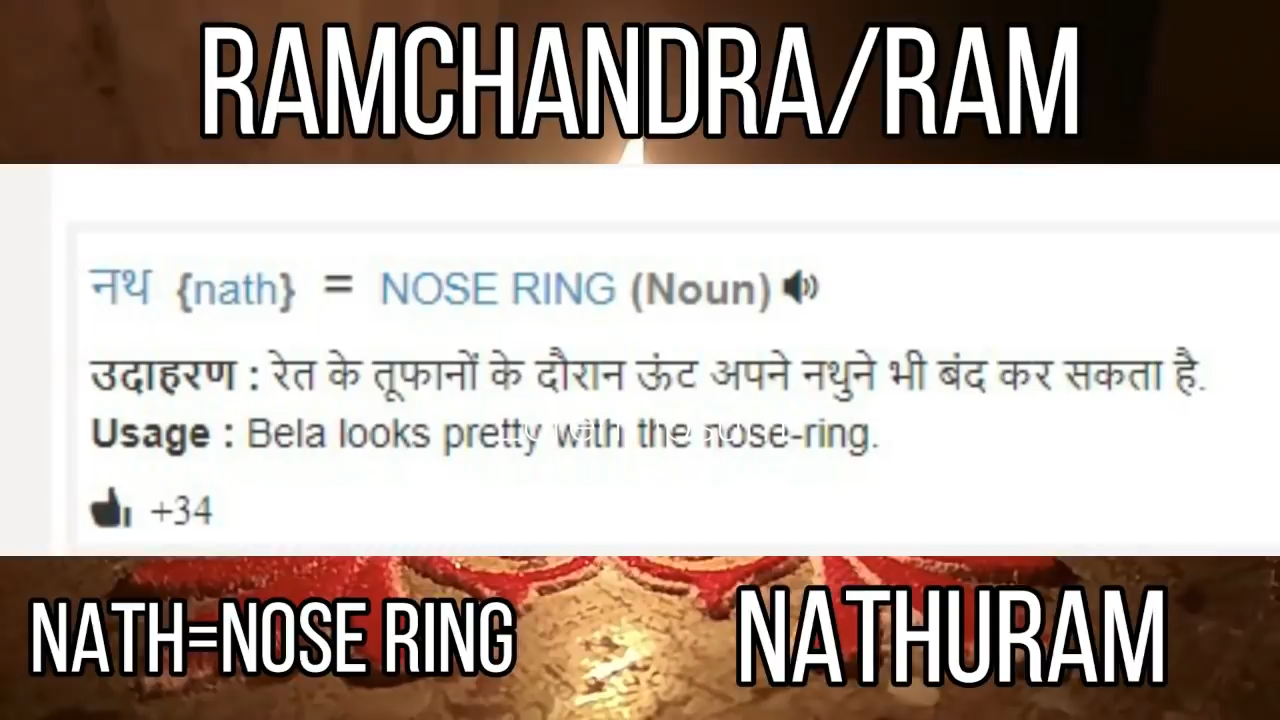 RAMCHANDRA/RAM
नथ {nath} = NOSE RING (Noun)
उदाहरण : रेत के तूफानों के दौरान ऊंट अपने नथुने भी बंद कर सकता है.
Usage : Bela looks pretty with the nose-ring.
+34
NATH=NOSE RING
NATHURAM